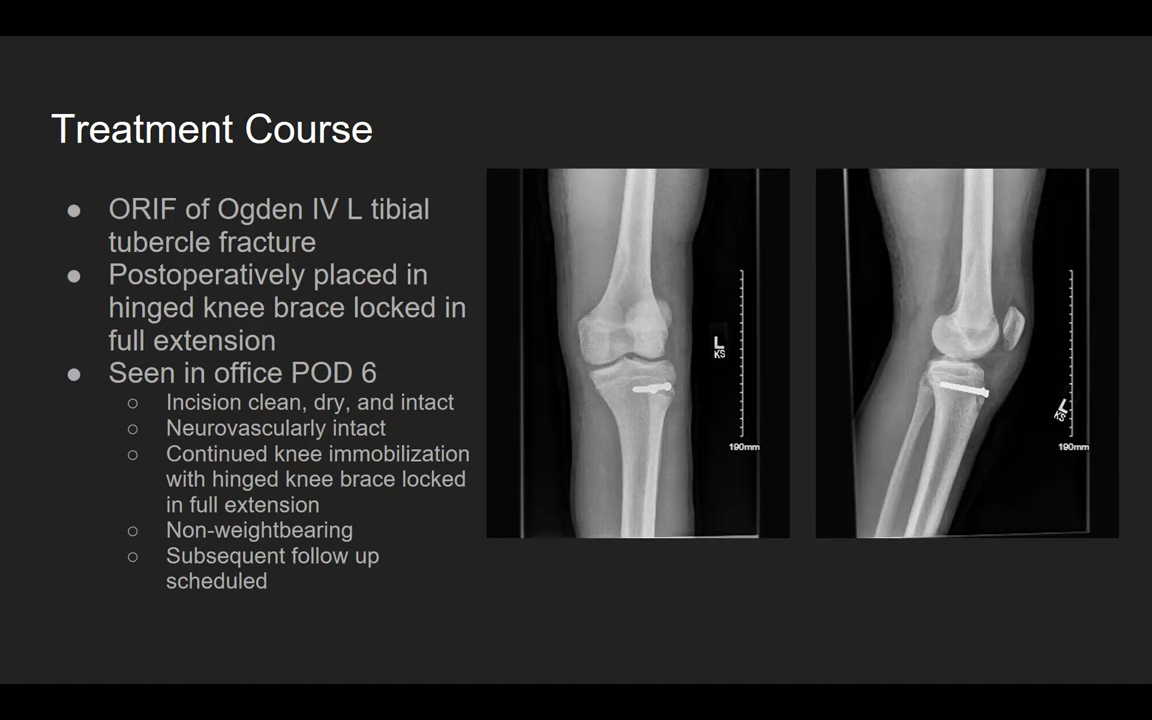 Treatment Course
● ORIF of Ogden IV L tibial
tubercle fracture
● Postoperatively placed in
hinged knee brace locked in
full extension
● Seen in office POD 6
○ Incision clean, dry, and intact
○ Neurovascularly intact
○ Continued knee immobilization
with hinged knee brace locked
in full extension
○ Non-weightbearing
○ Subsequent follow up
scheduled
L
KS
190mm
L
KS
190mm